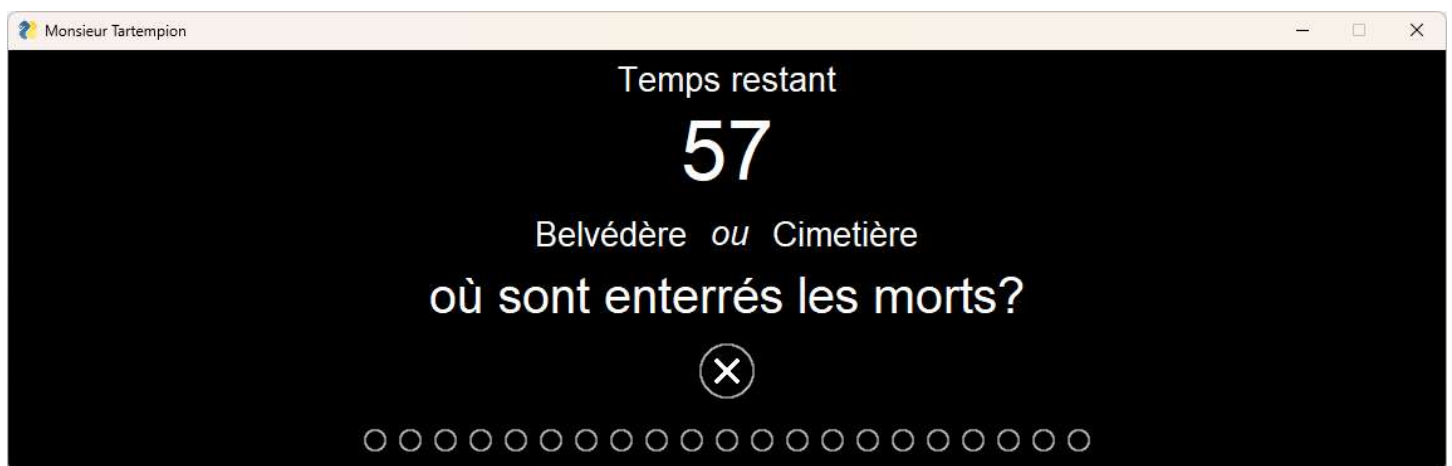 Monsieur Tartempion
Temps restant
57
Belvédère ou Cimetière
où sont enterrés les morts?